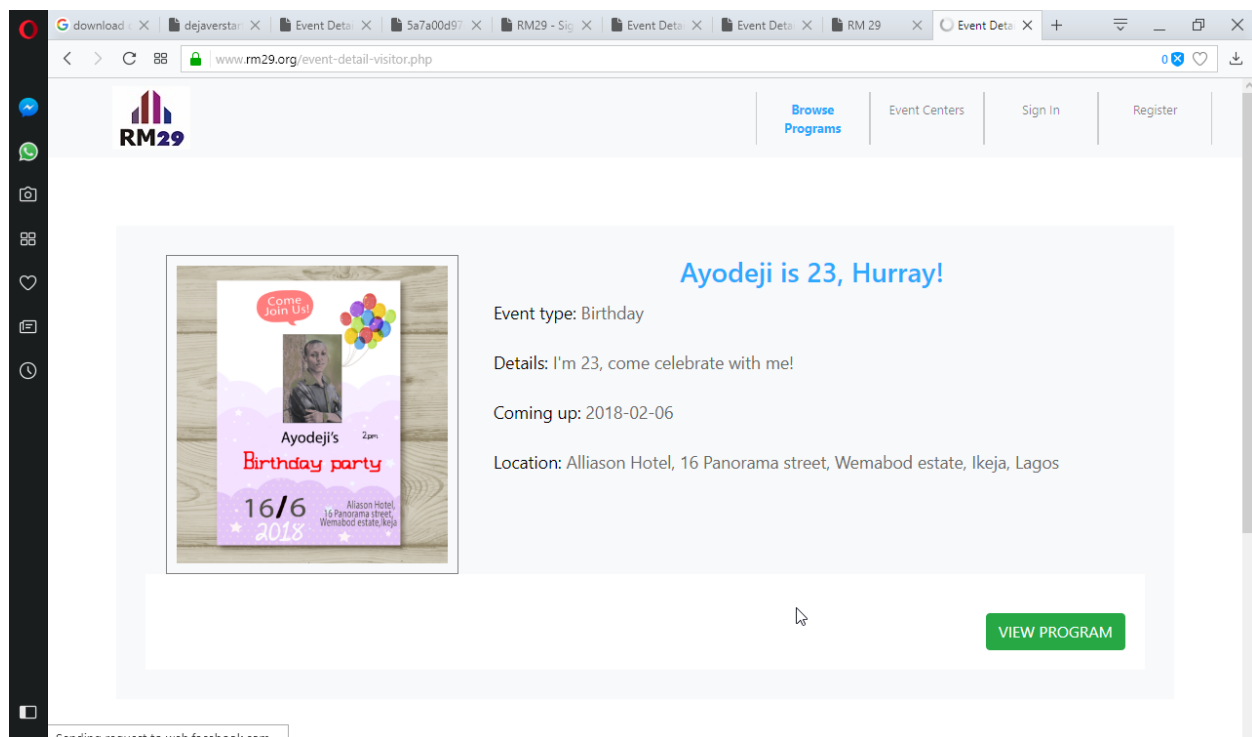 download
dejaverstar
Event Detai
5a7a00d97
RM29 - Sig
Event Deta
Event Deta
RM 29
Event Deta
www.rm29.org/event-detail-visitor.php
0
RM29
Browse
Programs
Event Centers
Sign In
Register
Ayodeji is 23, Hurray!
Event type: Birthday
Details: I'm 23, come celebrate with me!
Coming up: 2018-02-06
Location: Alliason Hotel, 16 Panorama street, Wemabod estate, Ikeja, Lagos
Come
Join Us!
Ayodeji's 2pm
Birthday party
16/6
2018
Aliason Hotel,
16 Panorama street,
Wemabod estate,Ikeja
VIEW PROGRAM